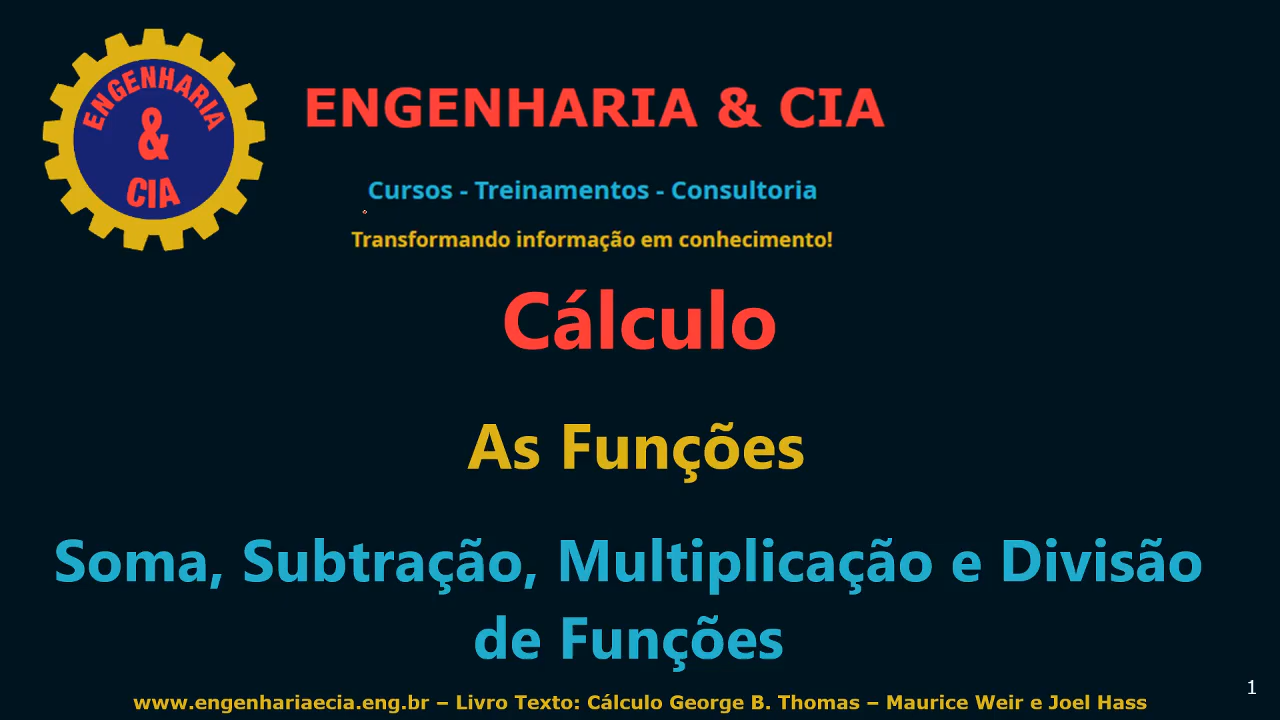 ENGENHARIA
&
CIA
ENGENHARIA & CIA
Cursos - Treinamentos - Consultoria
Transformando informação em conhecimento!
Cálculo
As Funções
Soma, Subtração, Multiplicação e Divisão
de Funções
1
www.engenhariaecia.eng.br – Livro Texto: Cálculo George B. Thomas – Maurice Weir e Joel Hass